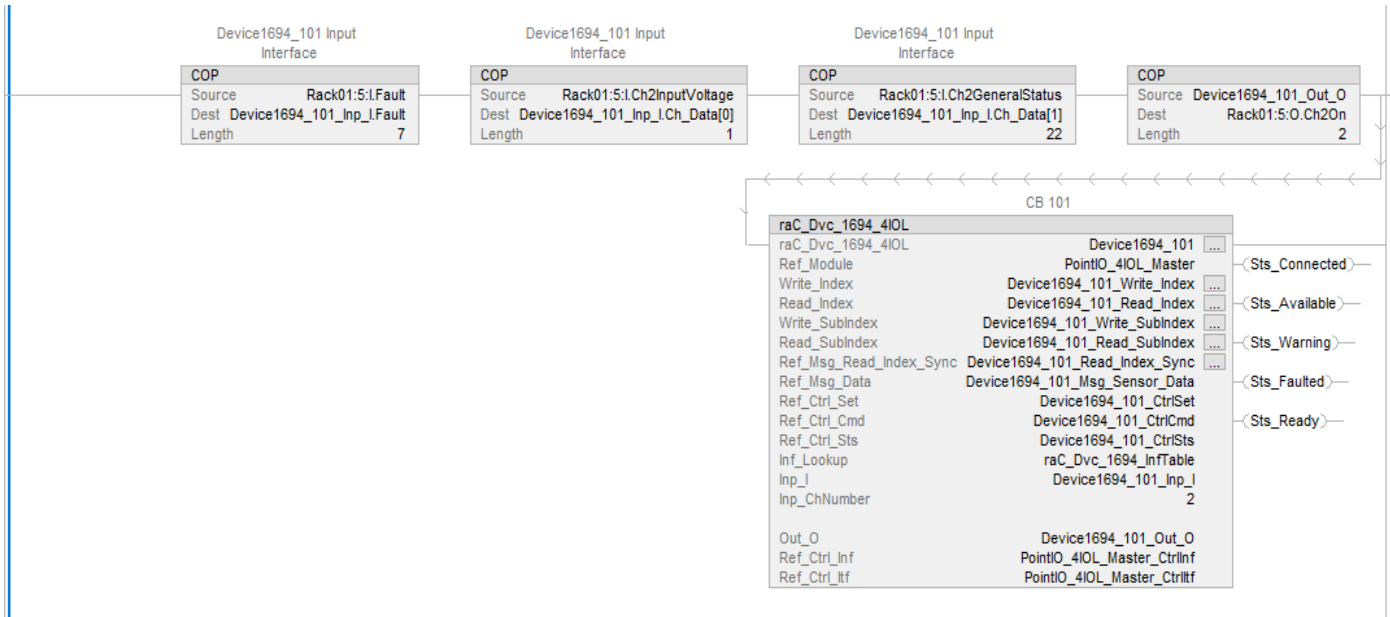 Device1694_101 Input
Interface
COP
Source Rack01:5:I.Fault
Dest Device1694_101_Inp_I.Fault
Length 7
Device1694_101 Input
Interface
COP
Source Rack01:5:I.Ch2InputVoltage
Dest Device1694_101_Inp_I.Ch_Data[0]
Length 1
Device1694_101 Input
Interface
COP
Source Rack01:5:I.Ch2GeneralStatus
Dest Device1694_101_Inp_I.Ch_Data[1]
Length 22
COP
Source Device1694_101_Out_O
Dest Rack01:5:O.Ch2On
Length 2
CB 101
raC_Dvc_1694_4IOL
raC_Dvc_1694_4IOL Device1694_101 ...
Ref_Module PointIO_4IOL_Master (Sts_Connected)
Write_Index Device1694_101_Write_Index ...
Read_Index Device1694_101_Read_Index ... (Sts_Available)
Write_SubIndex Device1694_101_Write_SubIndex ...
Read_SubIndex Device1694_101_Read_SubIndex ... (Sts_Warning)
Ref_Msg_Read_Index_Sync Device1694_101_Read_Index_Sync ...
Ref_Msg_Data Device1694_101_Msg_Sensor_Data (Sts_Faulted)
Ref_Ctrl_Set Device1694_101_CtrlSet
Ref_Ctrl_Cmd Device1694_101_CtrlCmd (Sts_Ready)
Ref_Ctrl_Sts Device1694_101_CtrlSts
Inf_Lookup raC_Dvc_1694_InfTable
Inp_I Device1694_101_Inp_I
Inp_ChNumber 2
Out_O Device1694_101_Out_O
Ref_Ctrl_Inf PointIO_4IOL_Master_CtrlInf
Ref_Ctrl_Itf PointIO_4IOL_Master_CtrlItf